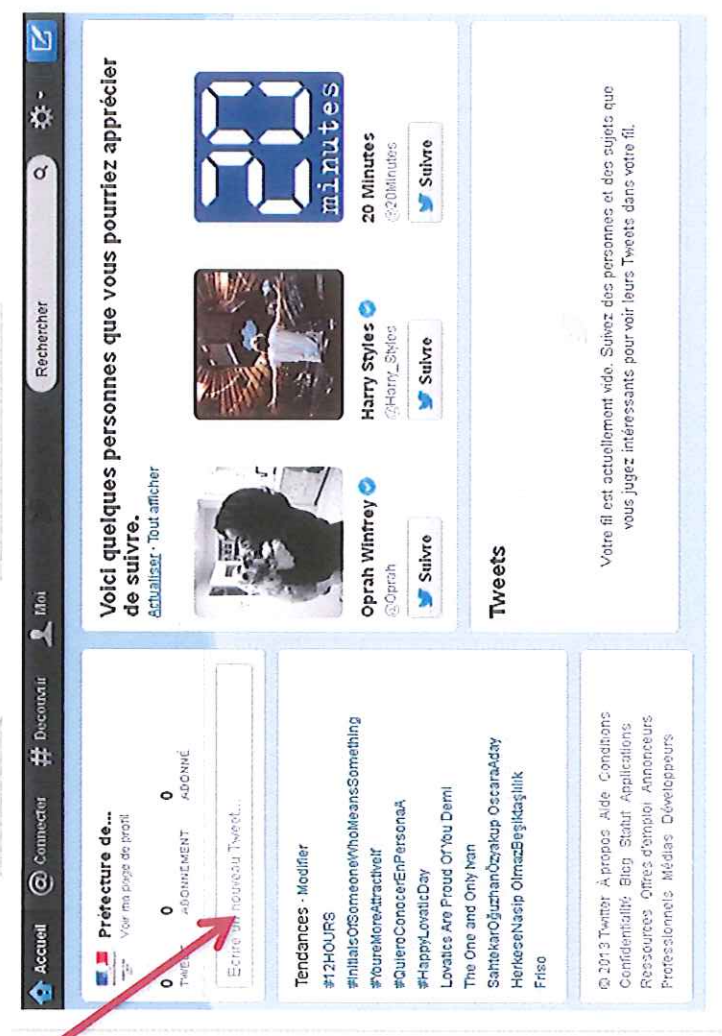 Accueil @ Connecter # Découvrir Moi Rechercher
Préfecture de...
Voir ma page de profil
0 0 0
TWEET ABONNEMENT ABONNÉ
Écrire un nouveau Tweet...
Tendances · Modifier
#12HOURS
#InitialsOfSomeoneWhoMeansSomething
#YoureMoreAttractiveIf
#QuieroConocerEnPersonaA
#HappyLovaticDay
Lovatics Are Proud Of You Demi
The One and Only Ivan
SahtekarOğuzhanÖzyakup OscaraAday
HerkeseNasip OlmazBeşiktaşlılık
Friso
© 2013 Twitter À propos Aide Conditions
Confidentialité Blog Statut Applications
Ressources Offres d'emploi Annonceurs
Professionnels Médias Développeurs
Voici quelques personnes que vous pourriez apprécier
de suivre.
Actualiser · Tout afficher
20
minutes
Oprah Winfrey
@Oprah
Suivre
Harry Styles
@Harry_Styles
Suivre
20 Minutes
@20Minutes
Suivre
Tweets
Votre fil est actuellement vide. Suivez des personnes et des sujets que
vous jugez intéressants pour voir leurs Tweets dans votre fil.